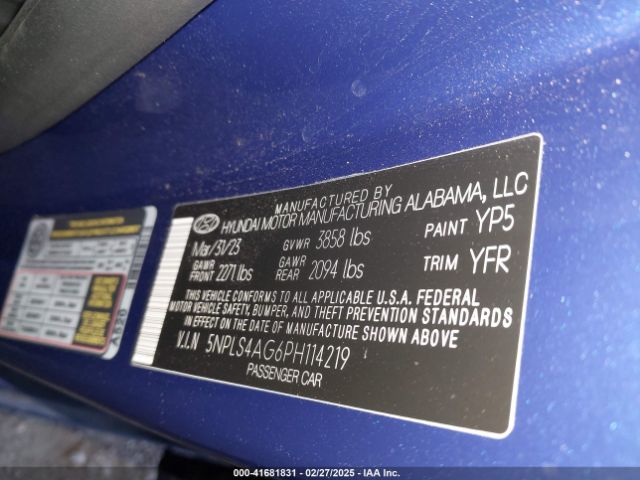 MANUFACTURED BY
HYUNDAI MOTOR MANUFACTURING ALABAMA, LLC
Mar/31/23 GVWR 3858 lbs PAINT YP5
GAWR FRONT 2071 lbs GAWR REAR 2094 lbs TRIM YFR
THIS VEHICLE CONFORMS TO ALL APPLICABLE U.S.A. FEDERAL
MOTOR VEHICLE SAFETY, BUMPER, AND THEFT PREVENTION STANDARDS
IN EFFECT ON THE DATE OF MANUFACTURE SHOWN ABOVE
V.I.N 5NPLS4AG6PH114219
PASSENGER CAR
A820
00-41681831 - 02/27/2025 - IAA Inc.